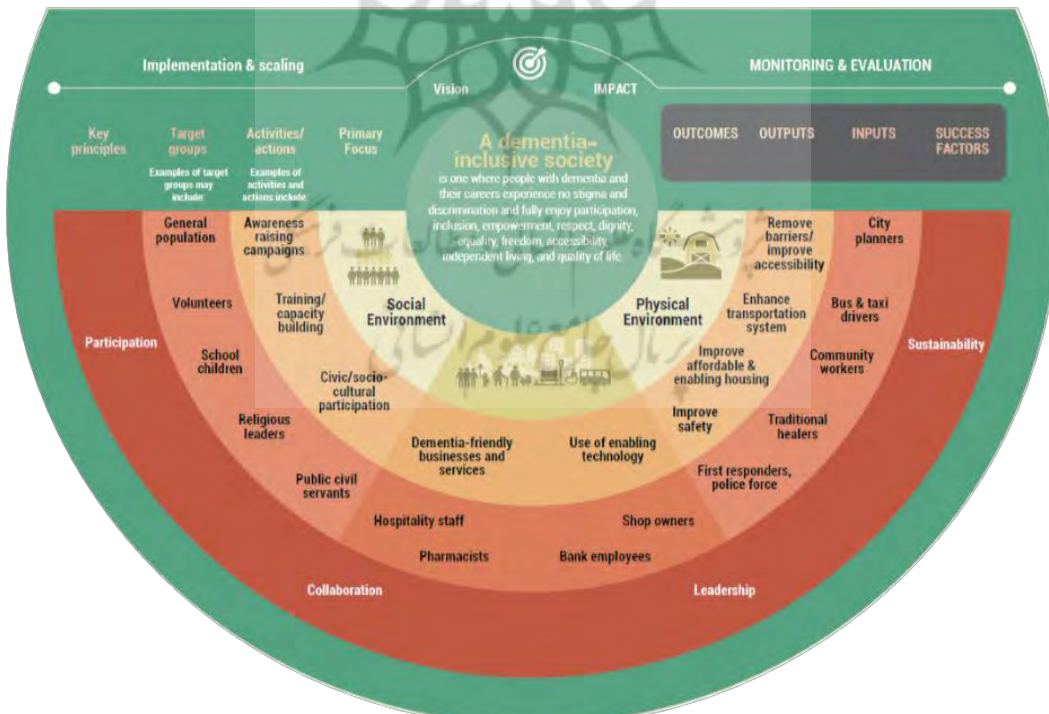 Implementation & scaling
MONITORING & EVALUATION
Vision
IMPACT
Key
principles
Target
groups
Examples of target
groups may
include:
Activities/
actions
Examples of
activities and
actions include:
Primary
Focus
A dementia-
inclusive society
is one where people with dementia and
their careers experience no stigma and
discrimination and fully enjoy participation,
inclusion, empowerment, respect, dignity,
equality, freedom, accessibility,
independent living, and quality of life.
OUTCOMES
OUTPUTS
INPUTS
SUCCESS
FACTORS
General
population
Volunteers
School
children
Religious
leaders
Public civil
servants
Awareness
raising
campaigns
Training/
capacity
building
Civic/socio-
cultural
participation
Social
Environment
Physical
Environment
Remove
barriers/
improve
accessibility
Enhance
transportation
system
Improve
affordable &
enabling housing
Improve
safety
City
planners
Bus & taxi
drivers
Community
workers
Traditional
healers
First responders,
police force
Dementia-friendly
businesses and
services
Use of enabling
technology
Hospitality staff
Pharmacists
Shop owners
Bank employees
Participation
Collaboration
Leadership
Sustainability
پرتال جامع علوم انسانی